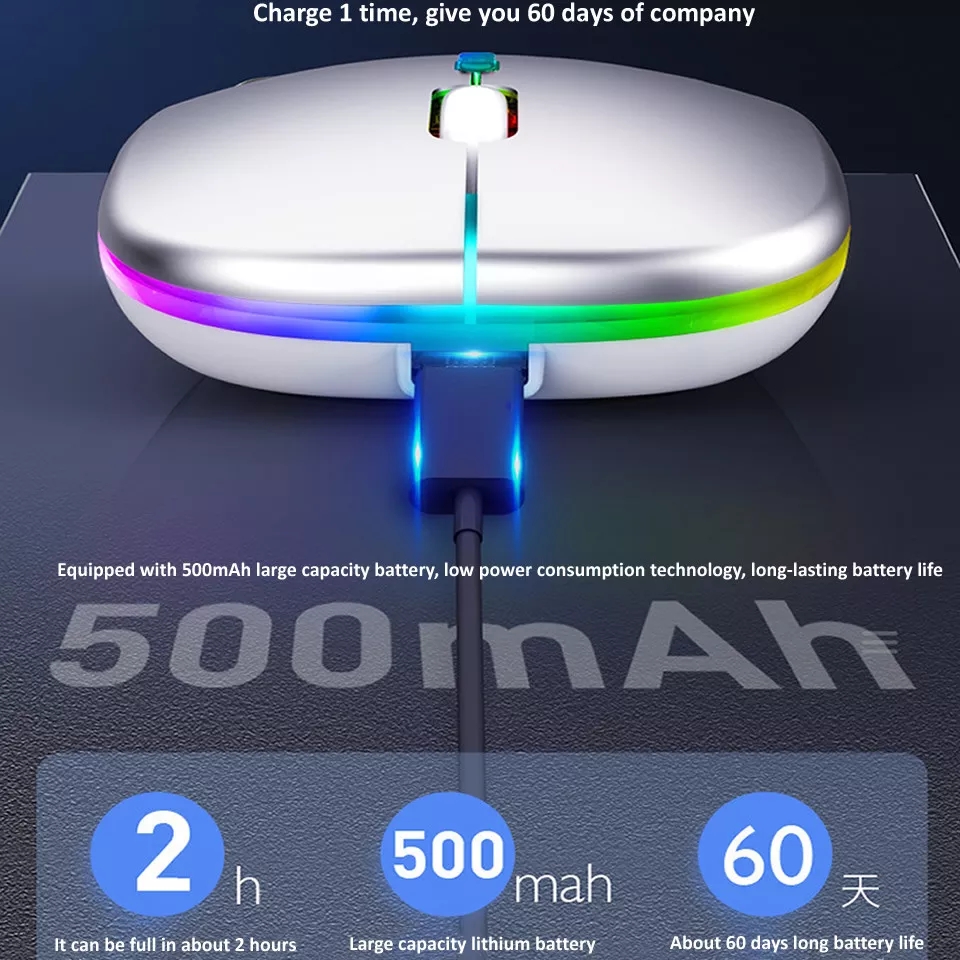 Charge 1 time, give you 60 days of company
Equipped with 500mAh large capacity battery, low power consumption technology, long-lasting battery life
500mAh
2 h
500 mah
60 天
It can be full in about 2 hours
Large capacity lithium battery
About 60 days long battery life